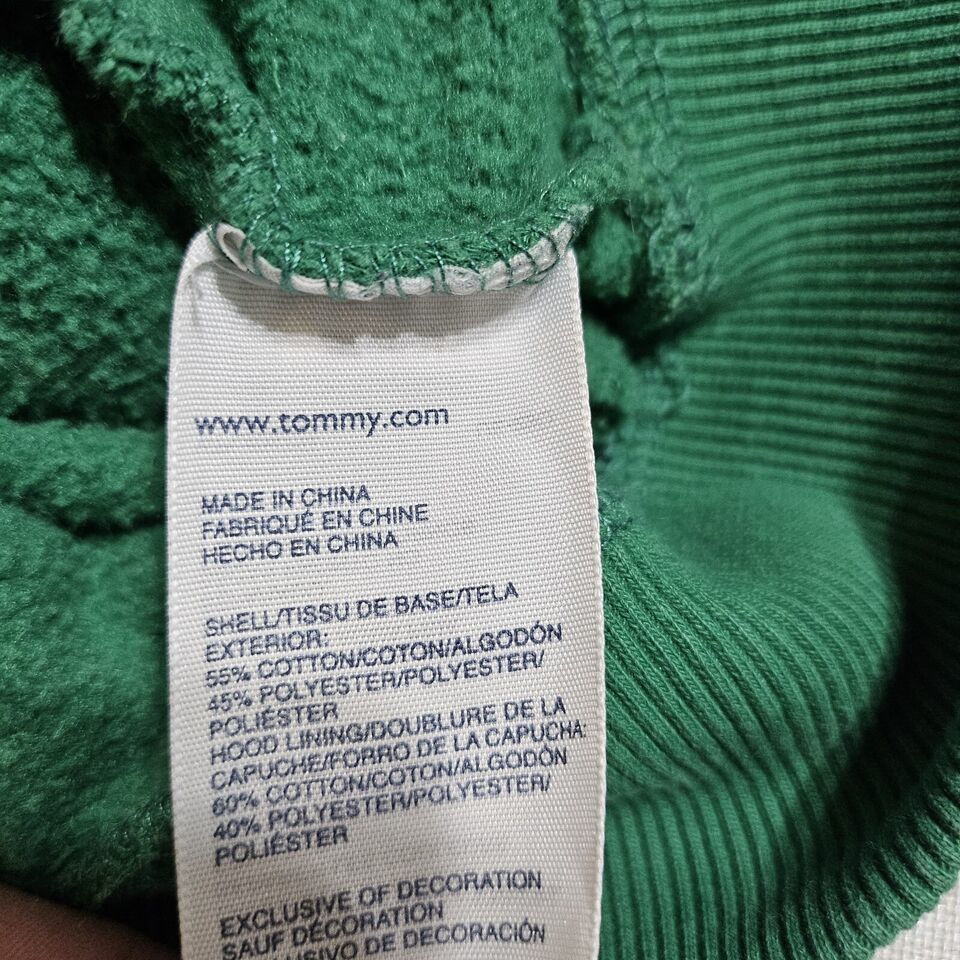 www.tommy.com
MADE IN CHINA
FABRIQUÉ EN CHINE
HECHO EN CHINA
SHELL/TISSU DE BASE/TELA
EXTERIOR:
55% COTTON/COTON/ALGODÓN
45% POLYESTER/POLYESTER/
POLIÉSTER
HOOD LINING/DOUBLURE DE LA
CAPUCHE/FORRO DE LA CAPUCHA:
60% COTTON/COTON/ALGODÓN
40% POLYESTER/POLYESTER/
POLIÉSTER
EXCLUSIVE OF DECORATION
SAUF DÉCORATION
EXCLUSIVO DE DECORACIÓN